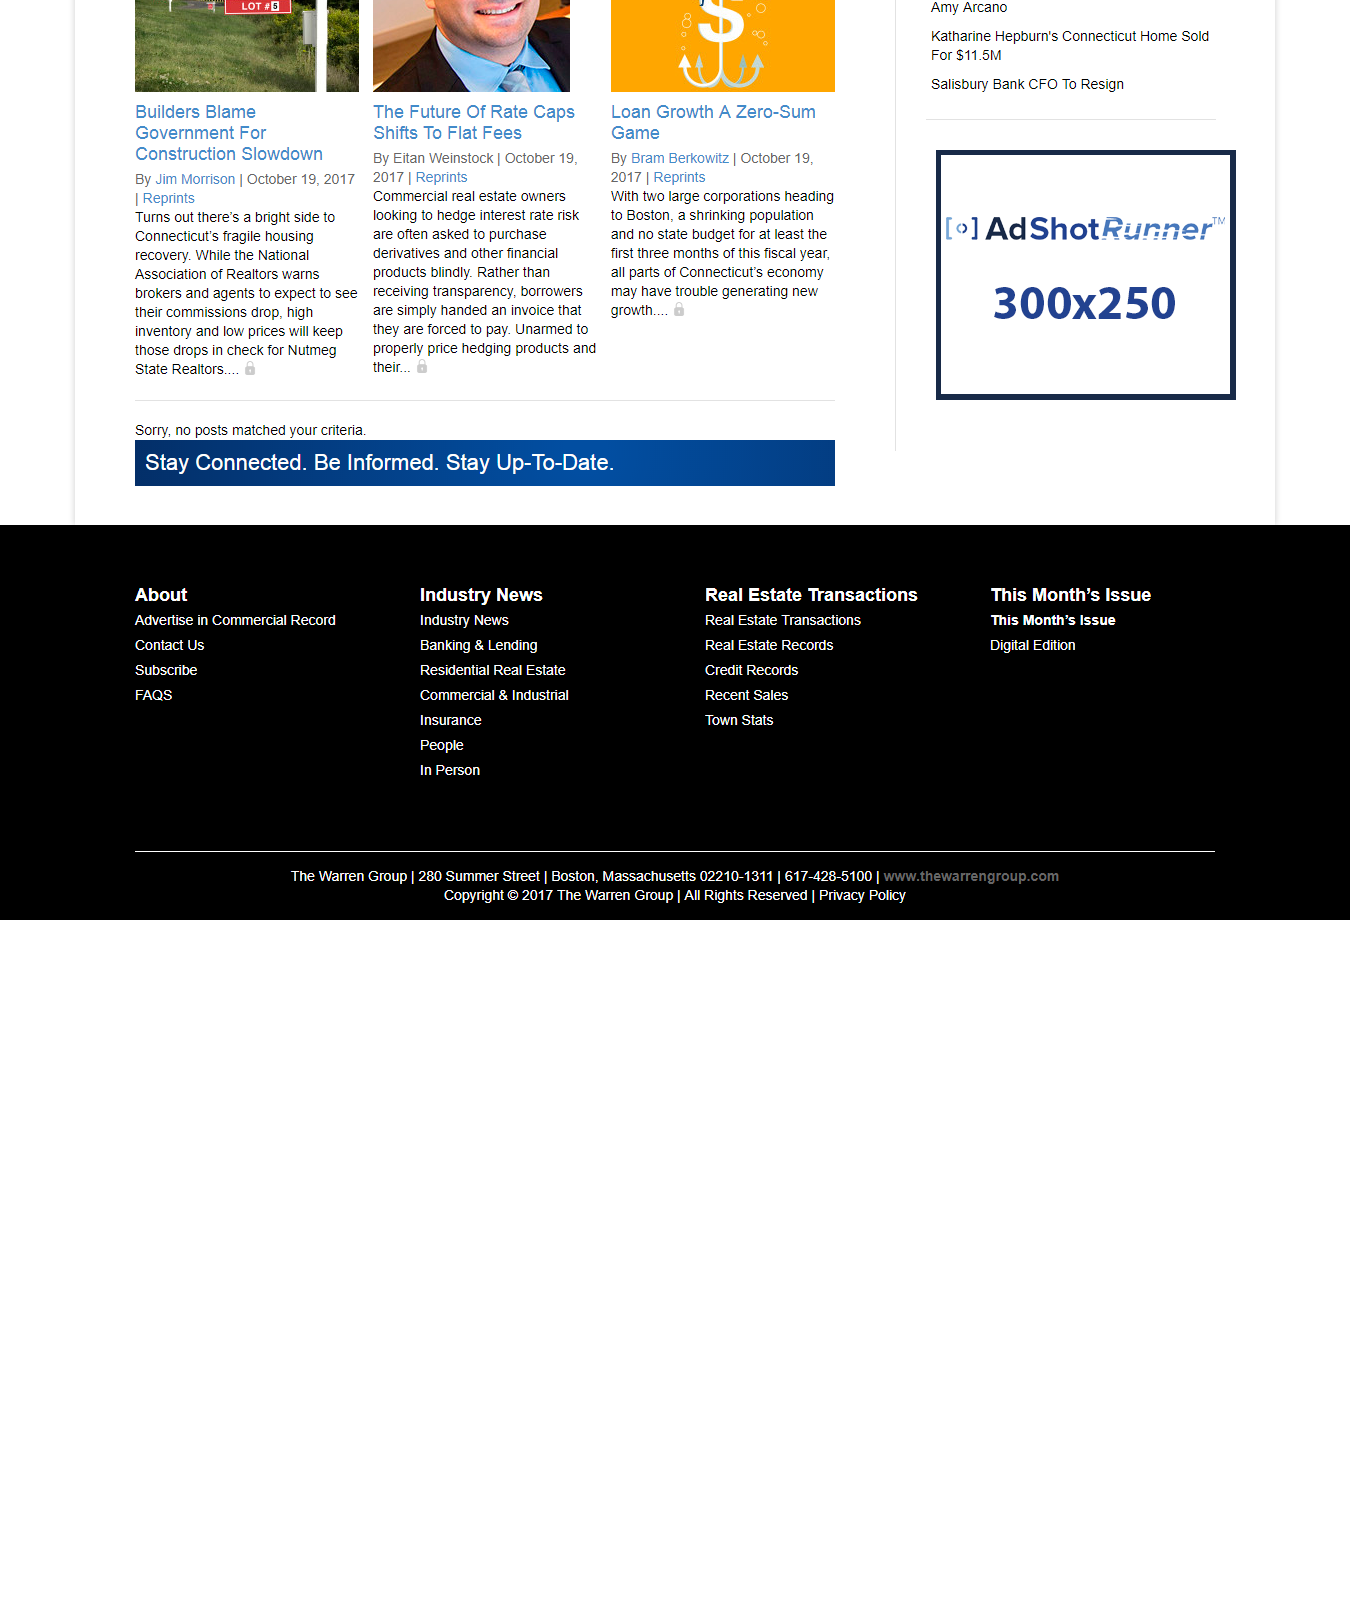 LOT # 5
$
Builders Blame
Government For
Construction Slowdown
By Jim Morrison | October 19, 2017
| Reprints
Turns out there’s a bright side to
Connecticut’s fragile housing
recovery. While the National
Association of Realtors warns
brokers and agents to expect to see
their commissions drop, high
inventory and low prices will keep
those drops in check for Nutmeg
State Realtors....
The Future Of Rate Caps
Shifts To Flat Fees
By Eitan Weinstock | October 19,
2017 | Reprints
Commercial real estate owners
looking to hedge interest rate risk
are often asked to purchase
derivatives and other financial
products blindly. Rather than
receiving transparency, borrowers
are simply handed an invoice that
they are forced to pay. Unarmed to
properly price hedging products and
their...
Loan Growth A Zero-Sum
Game
By Bram Berkowitz | October 19,
2017 | Reprints
With two large corporations heading
to Boston, a shrinking population
and no state budget for at least the
first three months of this fiscal year,
all parts of Connecticut’s economy
may have trouble generating new
growth....
Sorry, no posts matched your criteria.
Stay Connected. Be Informed. Stay Up-To-Date.
Amy Arcano
Katharine Hepburn's Connecticut Home Sold
For $11.5M
Salisbury Bank CFO To Resign
AdShotRunner™
300x250
About
Advertise in Commercial Record
Contact Us
Subscribe
FAQS
Industry News
Industry News
Banking & Lending
Residential Real Estate
Commercial & Industrial
Insurance
People
In Person
Real Estate Transactions
Real Estate Transactions
Real Estate Records
Credit Records
Recent Sales
Town Stats
This Month’s Issue
This Month’s Issue
Digital Edition
The Warren Group | 280 Summer Street | Boston, Massachusetts 02210-1311 | 617-428-5100 | www.thewarrengroup.com
Copyright © 2017 The Warren Group | All Rights Reserved | Privacy Policy